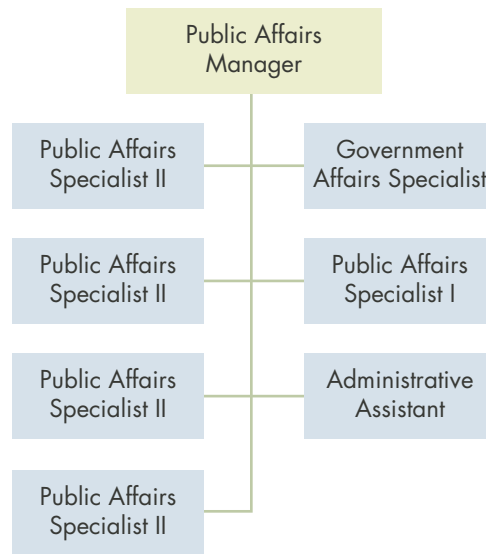 Public Affairs
Manager
Public Affairs
Specialist II
Government
Affairs Specialist
Public Affairs
Specialist II
Public Affairs
Specialist I
Public Affairs
Specialist II
Administrative
Assistant
Public Affairs
Specialist II